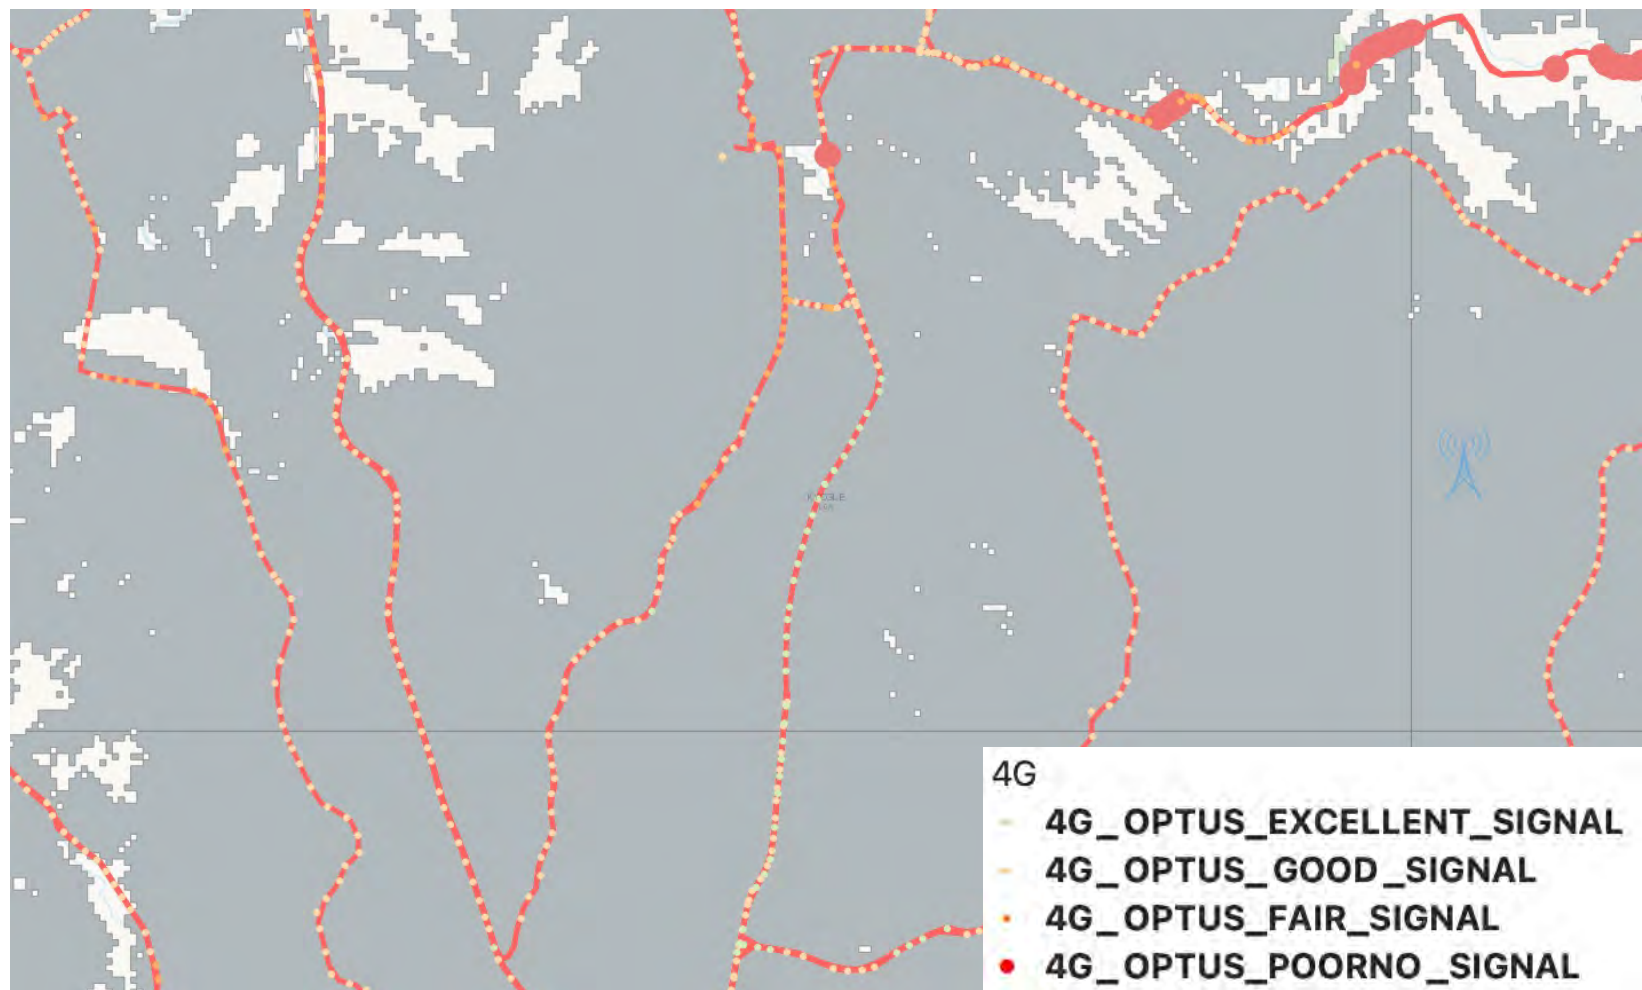 4G
4G_OPTUS_EXCELLENT_SIGNAL
4G_OPTUS_GOOD_SIGNAL
4G_OPTUS_FAIR_SIGNAL
4G_OPTUS_POORNO_SIGNAL